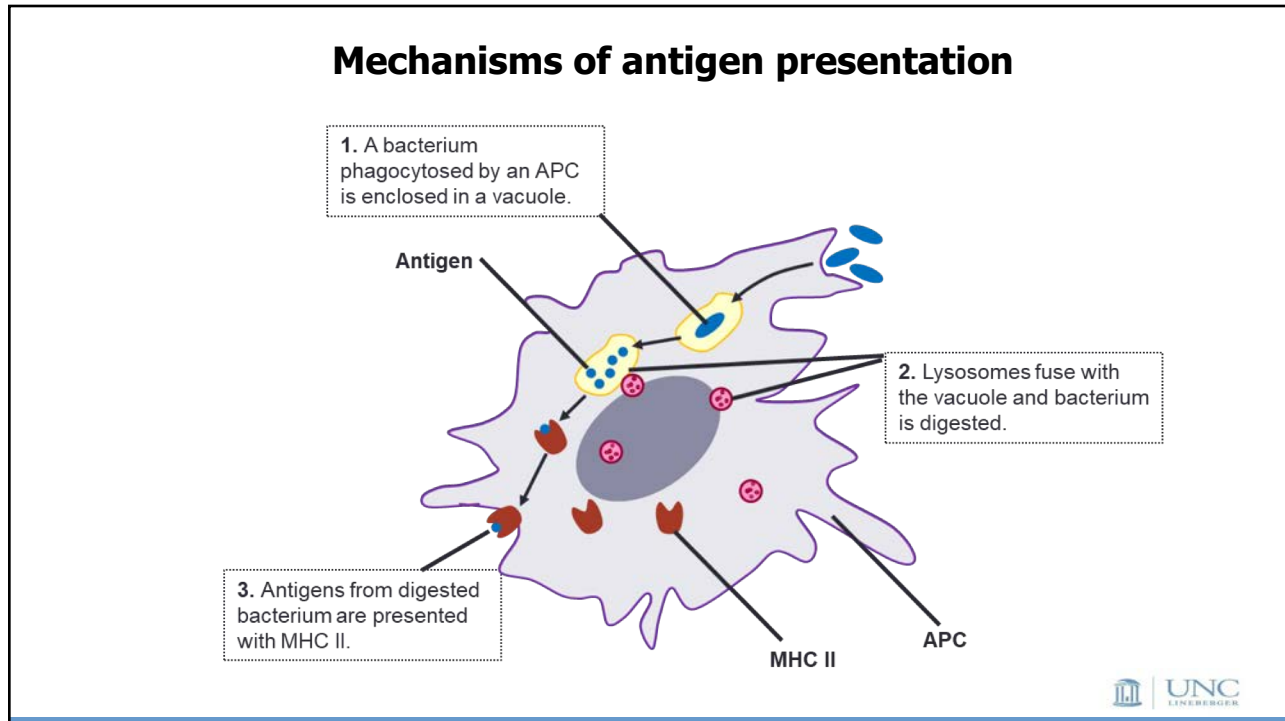 Mechanisms of antigen presentation
1. A bacterium
phagocytosed by an APC
is enclosed in a vacuole.
Antigen
2. Lysosomes fuse with
the vacuole and bacterium
is digested.
3. Antigens from digested
bacterium are presented
with MHC II.
MHC II
APC
UNC
LINEBERGER